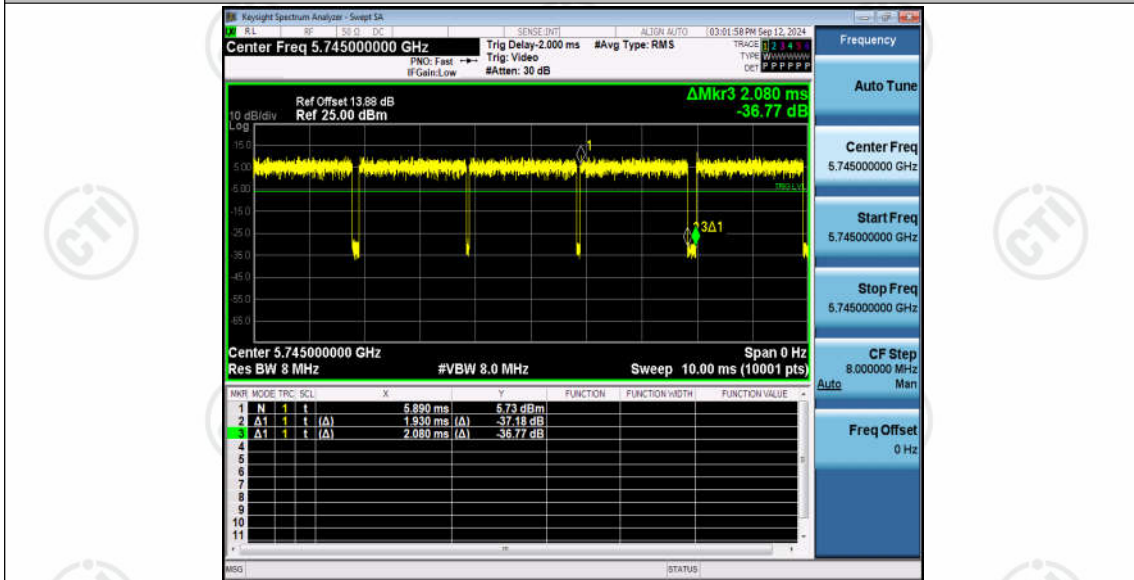 Keysight Spectrum Analyzer - Swept SA
RL RF 50 Ω DC SENSE:INT ALIGN AUTO 03:01:58 PM Sep 12, 2024
Center Freq 5.745000000 GHz Trig Delay-2.000 ms #Avg Type: RMS TRACE 1 2 3 4 5 6 Frequency
PNO: Fast Trig: Video TYPE WWWWWW
IFGain:Low #Atten: 30 dB DET P P P P P P
Auto Tune
ΔMkr3 2.080 ms
Ref Offset 13.88 dB
10 dB/div Ref 25.00 dBm -36.77 dB
Log
15.0
5.00
-5.00
-15.0
-25.0
-35.0
-45.0
-55.0
-65.0
1
TRIG LVL
2 3Δ1
Center Freq
5.745000000 GHz
Start Freq
5.745000000 GHz
Stop Freq
5.745000000 GHz
Center 5.745000000 GHz Span 0 Hz
Res BW 8 MHz #VBW 8.0 MHz Sweep 10.00 ms (10001 pts)
CF Step
8.000000 MHz
Auto Man
MKR MODE TRC SCL X Y FUNCTION FUNCTION WIDTH FUNCTION VALUE
1 N 1 t 5.890 ms 5.73 dBm
2 Δ1 1 t (Δ) 1.930 ms (Δ) -37.18 dB
3 Δ1 1 t (Δ) 2.080 ms (Δ) -36.77 dB
4
5
6
7
8
9
10
11
Freq Offset
0 Hz
MSG STATUS
CTI
CTI